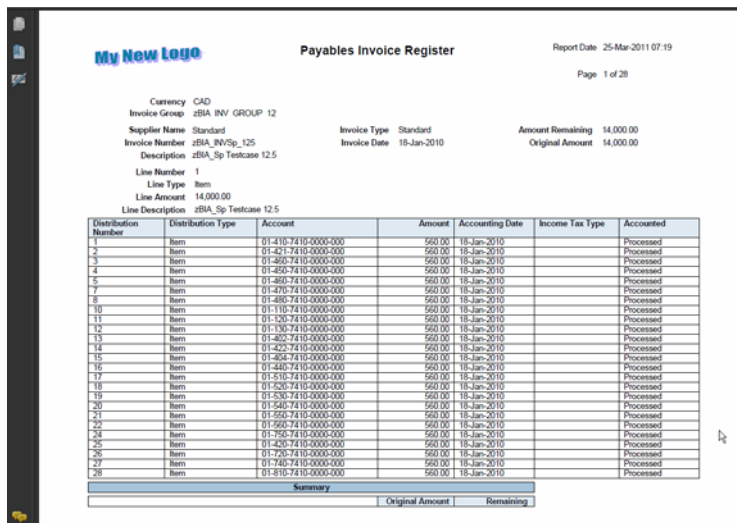 My New Logo
Payables Invoice Register
Report Date 25-Mar-2011 07:19
Page 1 of 28
Currency CAD
Invoice Group zBIA INV GROUP 12
Supplier Name Standard Invoice Type Standard Amount Remaining 14,000.00
Invoice Number zBIA_INVSp_125 Invoice Date 18-Jan-2010 Original Amount 14,000.00
Description zBIA_Sp Testcase 12.5
Line Number 1
Line Type Item
Line Amount 14,000.00
Line Description zBIA_Sp Testcase 12.5
Distribution Number Distribution Type Account Amount Accounting Date Income Tax Type Accounted
1 Item 01-410-7410-0000-000 560.00 18-Jan-2010 Processed
2 Item 01-421-7410-0000-000 560.00 18-Jan-2010 Processed
3 Item 01-460-7410-0000-000 560.00 18-Jan-2010 Processed
4 Item 01-450-7410-0000-000 560.00 18-Jan-2010 Processed
5 Item 01-460-7410-0000-000 560.00 18-Jan-2010 Processed
7 Item 01-470-7410-0000-000 560.00 18-Jan-2010 Processed
8 Item 01-480-7410-0000-000 560.00 18-Jan-2010 Processed
10 Item 01-110-7410-0000-000 560.00 18-Jan-2010 Processed
11 Item 01-120-7410-0000-000 560.00 18-Jan-2010 Processed
12 Item 01-130-7410-0000-000 560.00 18-Jan-2010 Processed
13 Item 01-402-7410-0000-000 560.00 18-Jan-2010 Processed
14 Item 01-422-7410-0000-000 560.00 18-Jan-2010 Processed
15 Item 01-404-7410-0000-000 560.00 18-Jan-2010 Processed
16 Item 01-440-7410-0000-000 560.00 18-Jan-2010 Processed
17 Item 01-510-7410-0000-000 560.00 18-Jan-2010 Processed
18 Item 01-520-7410-0000-000 560.00 18-Jan-2010 Processed
19 Item 01-530-7410-0000-000 560.00 18-Jan-2010 Processed
20 Item 01-540-7410-0000-000 560.00 18-Jan-2010 Processed
21 Item 01-550-7410-0000-000 560.00 18-Jan-2010 Processed
22 Item 01-560-7410-0000-000 560.00 18-Jan-2010 Processed
24 Item 01-750-7410-0000-000 560.00 18-Jan-2010 Processed
25 Item 01-420-7410-0000-000 560.00 18-Jan-2010 Processed
26 Item 01-720-7410-0000-000 560.00 18-Jan-2010 Processed
27 Item 01-740-7410-0000-000 560.00 18-Jan-2010 Processed
28 Item 01-810-7410-0000-000 560.00 18-Jan-2010 Processed
Summary
Original Amount Remaining